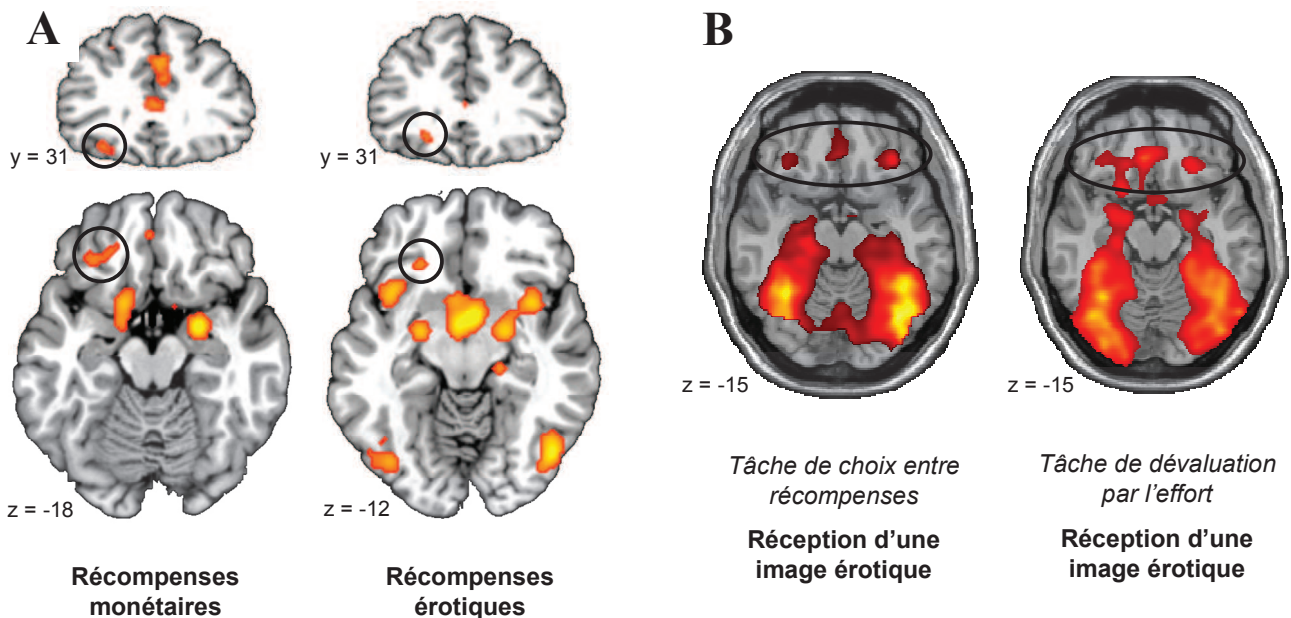 A
y = 31
y = 31
z = -18
z = -12
Récompenses
monétaires
Récompenses
érotiques
B
z = -15
z = -15
Tâche de choix entre
récompenses
Réception d’une
image érotique
Tâche de dévaluation
par l’effort
Réception d’une
image érotique